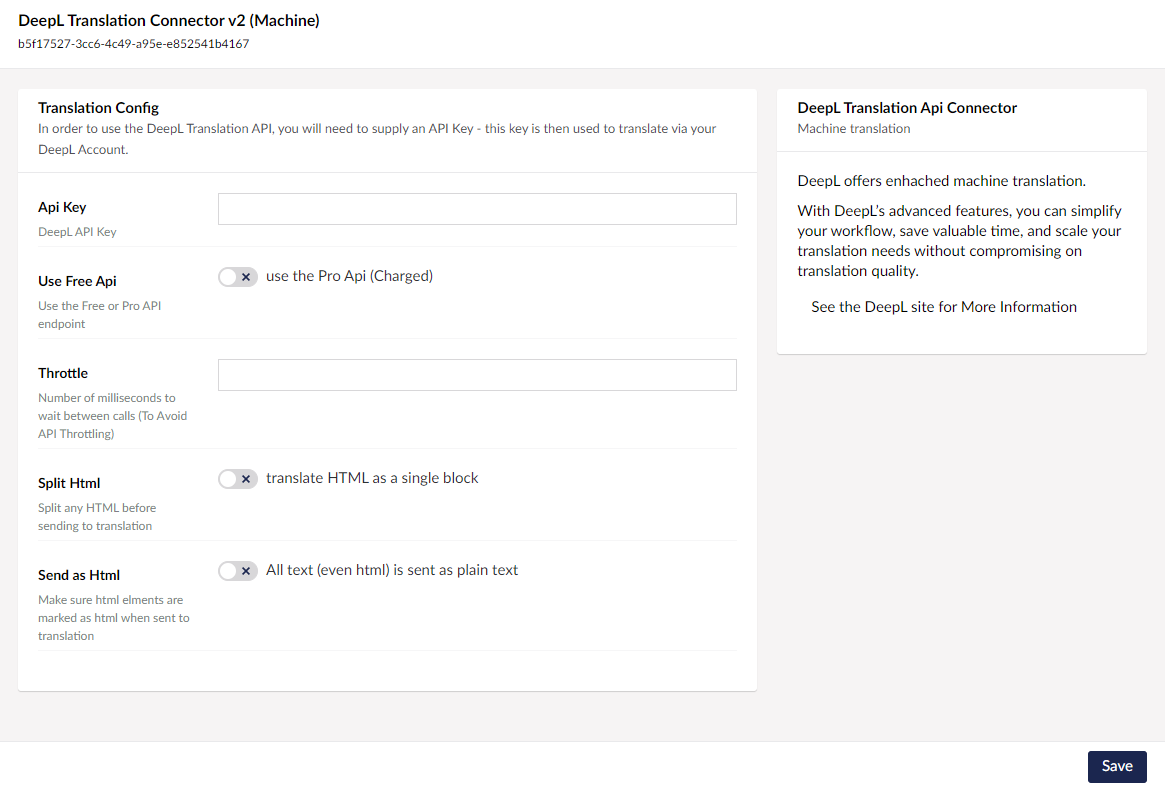 DeepL Translation Connector v2 (Machine)
b5f17527-3cc6-4c49-a95e-e852541b4167
Translation Config
In order to use the DeepL Translation API, you will need to supply an API Key - this key is then used to translate via your
DeepL Account.
Api Key
DeepL API Key
Use Free Api
Use the Free or Pro API
endpoint
use the Pro Api (Charged)
Throttle
Number of milliseconds to
wait between calls (To Avoid
API Throttling)
Split Html
Split any HTML before
sending to translation
translate HTML as a single block
Send as Html
Make sure html elments are
marked as html when sent to
translation
All text (even html) is sent as plain text
DeepL Translation Api Connector
Machine translation
DeepL offers enhached machine translation.
With DeepL's advanced features, you can simplify
your workflow, save valuable time, and scale your
translation needs without compromising on
translation quality.
See the DeepL site for More Information
Save